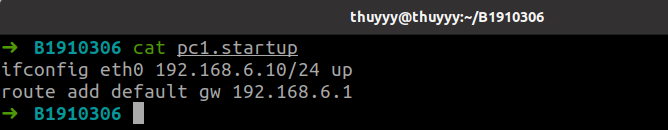 thuyyy@thuyyy:~/B1910306
➜ B1910306 cat pc1.startup
ifconfig eth0 192.168.6.10/24 up
route add default gw 192.168.6.1
➜ B1910306